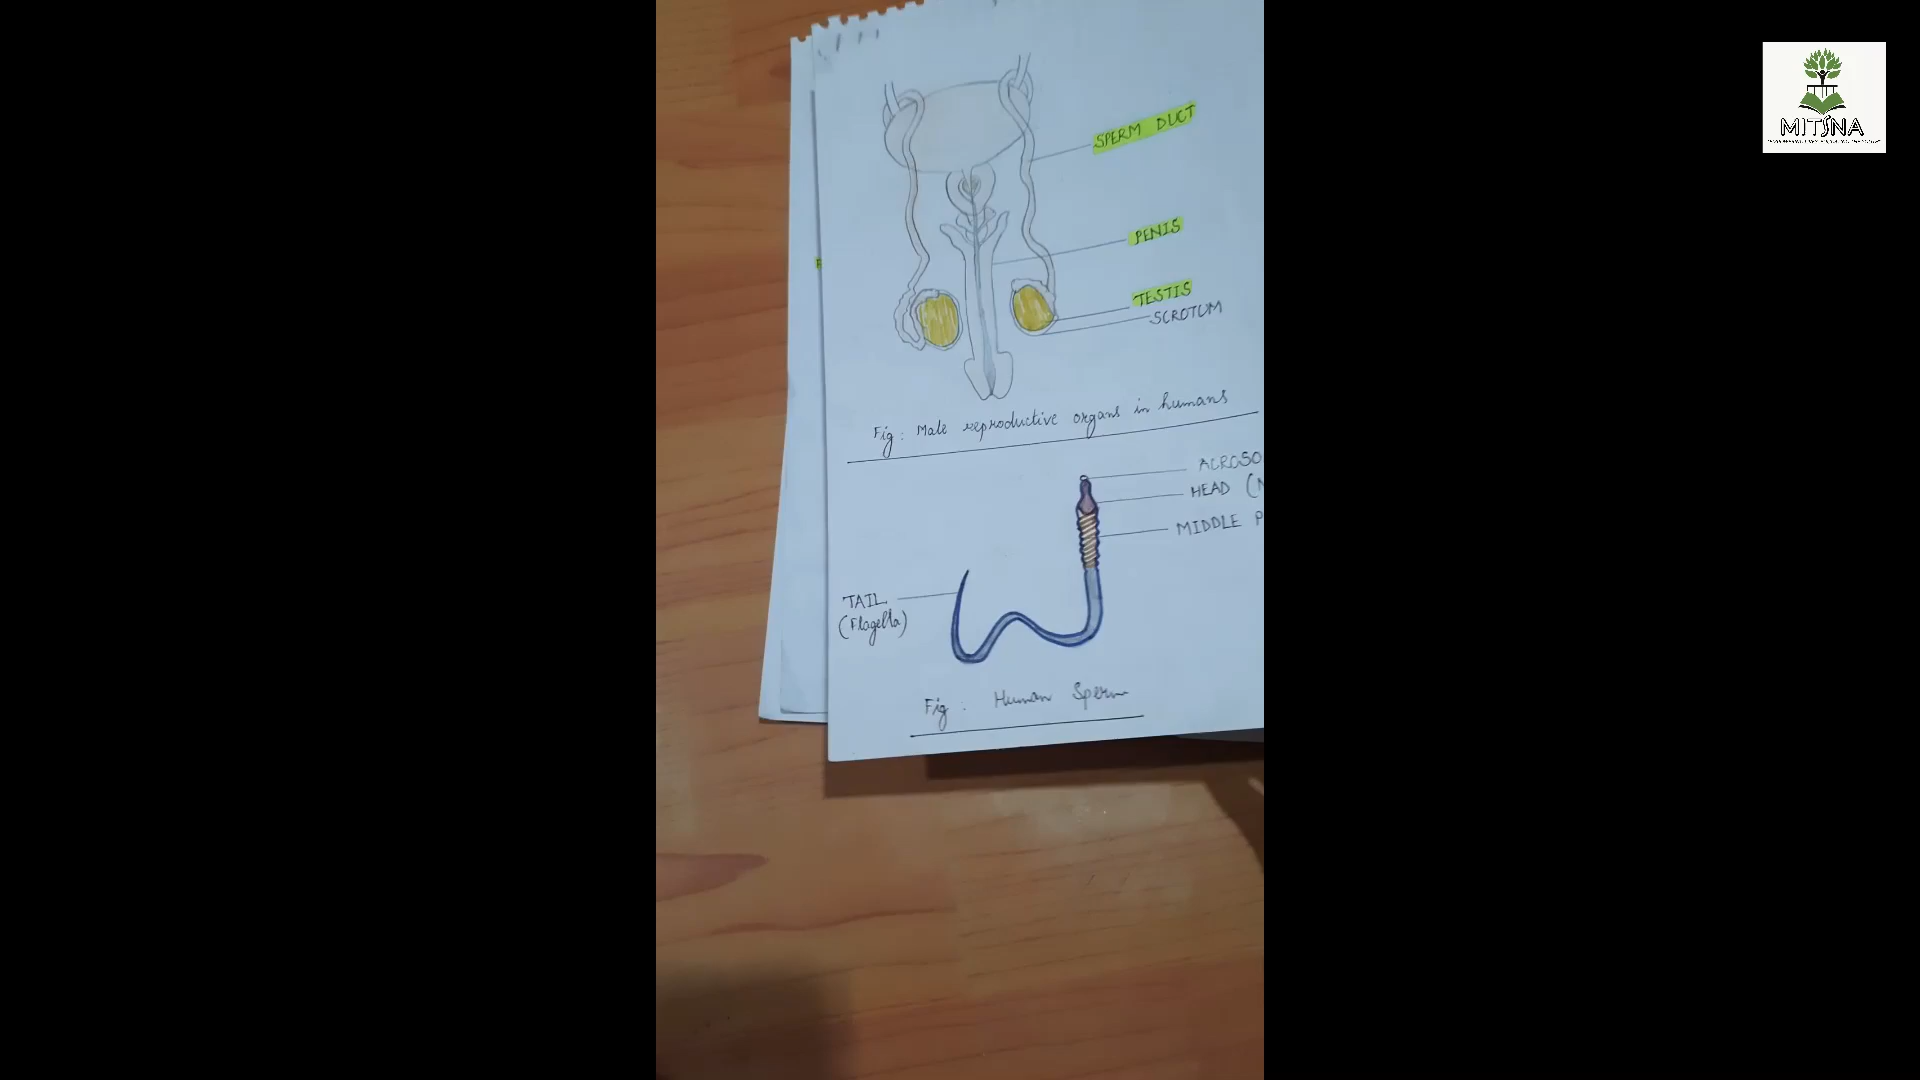 SPERM DUCT
PENIS
TESTIS
SCROTUM
Fig: Male reproductive organs in humans
ACROSO
HEAD (N
MIDDLE P
TAIL
(Flagella)
Fig: Human Sperm
MITSNA